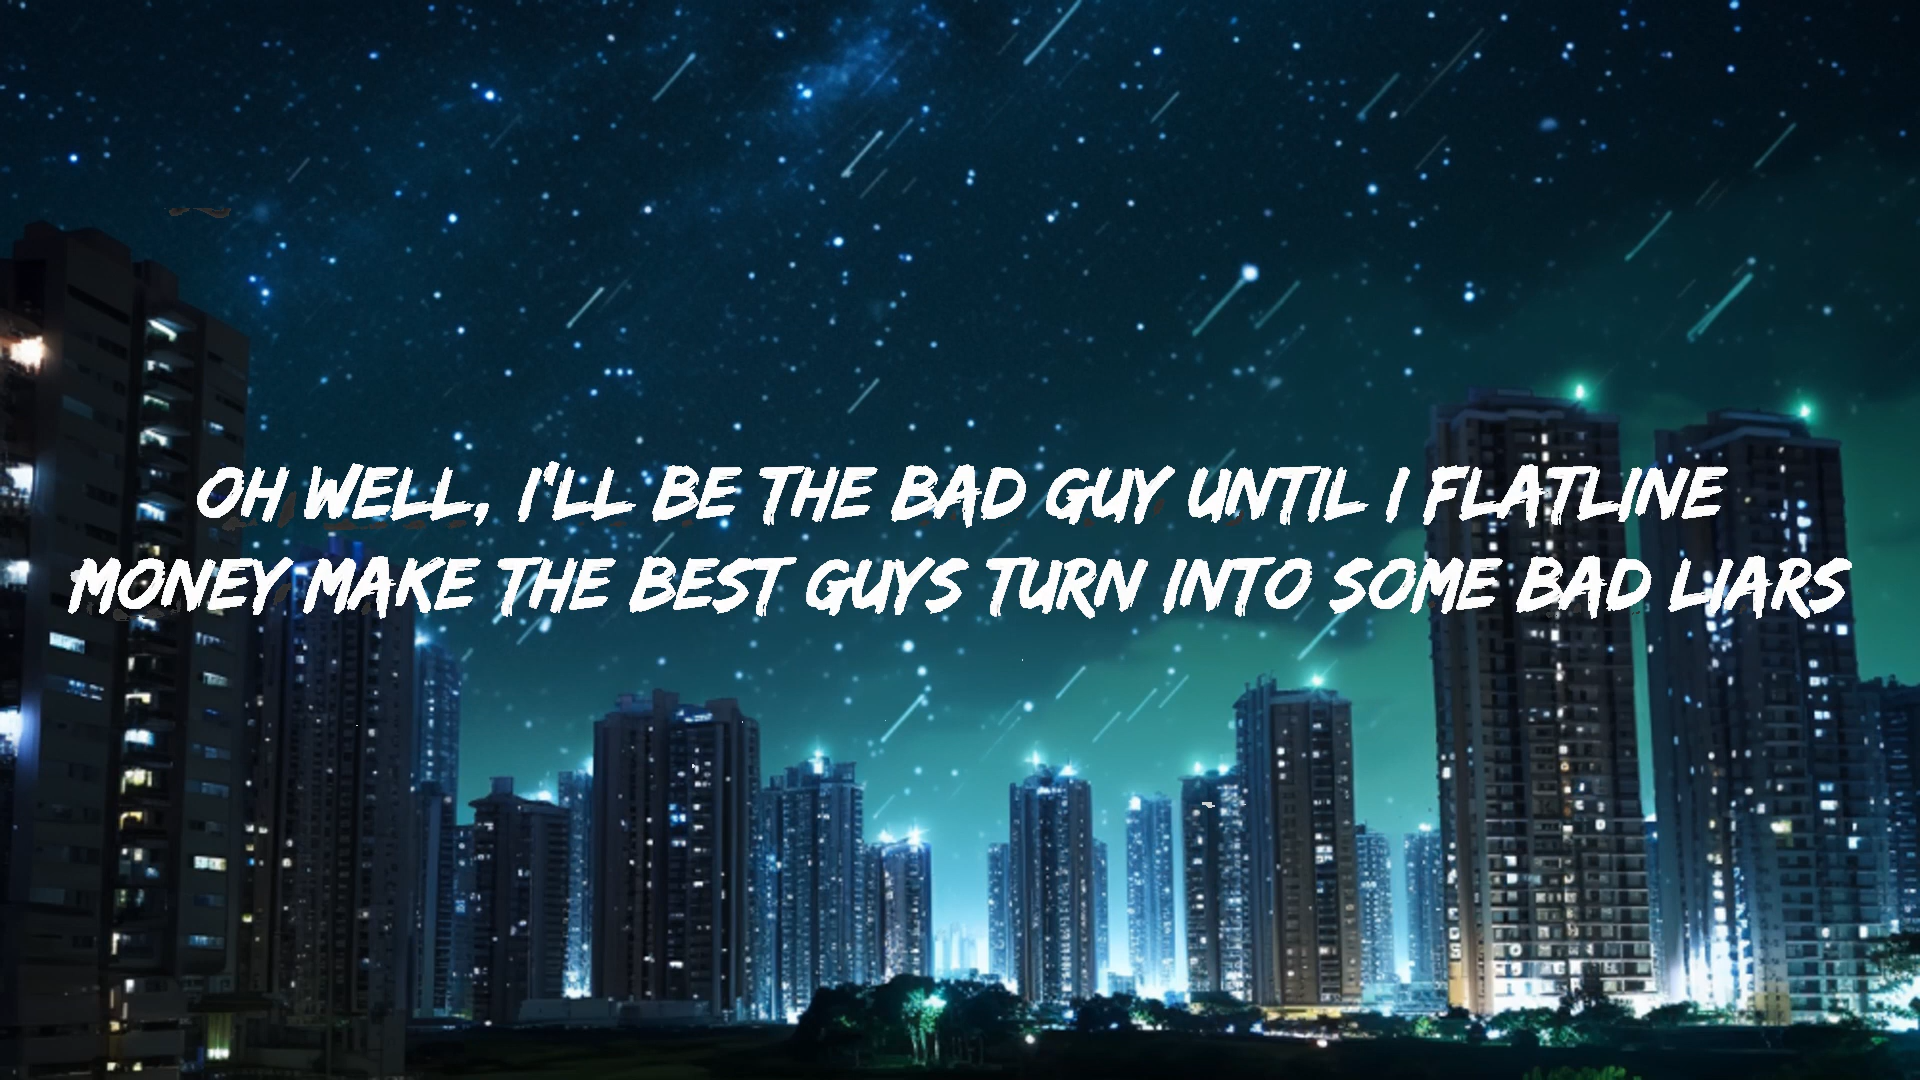 OH WELL, I'LL BE THE BAD GUY UNTIL I FLATLINE
MONEY MAKE THE BEST GUYS TURN INTO SOME BAD LIARS